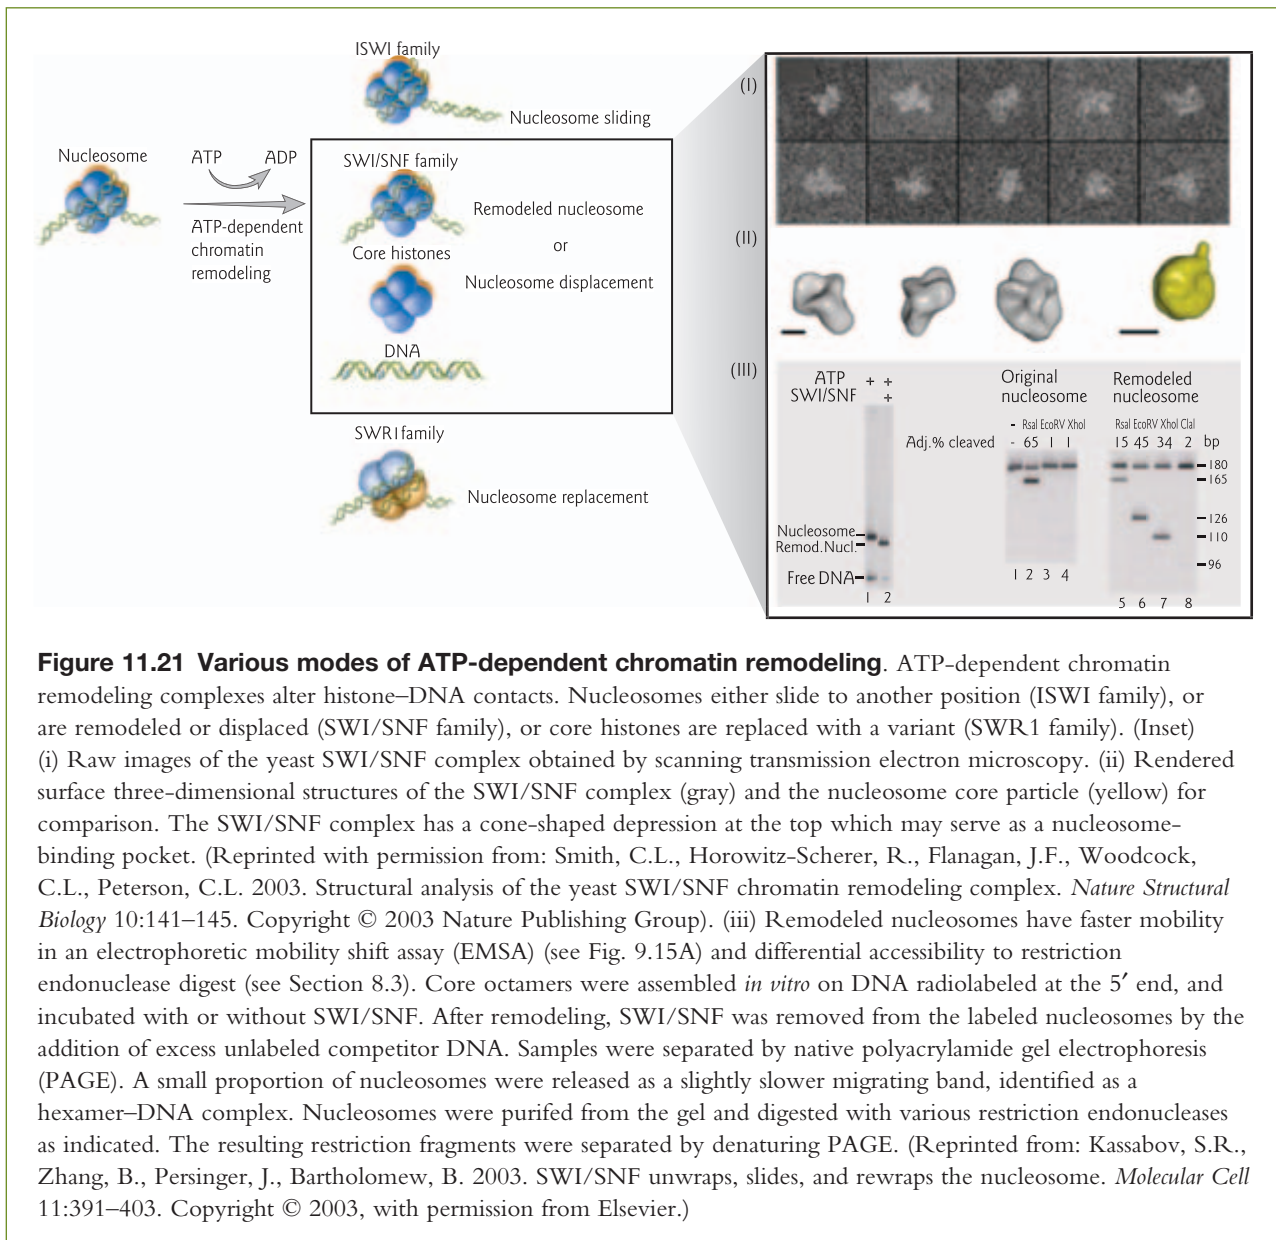 ISWI family
Nucleosome sliding
Nucleosome
ATP
ADP
ATP-dependent
chromatin
remodeling
SWI/SNF family
Remodeled nucleosome
or
Core histones
Nucleosome displacement
DNA
SWR1 family
Nucleosome replacement
(I)
(II)
(III)
ATP + +
SWI/SNF +
Nucleosome
Remod.Nucl.
Free DNA
1 2
Original
nucleosome
- RsaI EcoRV XhoI
Adj.% cleaved - 65 1 1
1 2 3 4
Remodeled
nucleosome
RsaI EcoRV XhoI ClaI
15 45 34 2 bp
180
165
126
110
96
5 6 7 8
Figure 11.21 Various modes of ATP-dependent chromatin remodeling. ATP-dependent chromatin
remodeling complexes alter histone–DNA contacts. Nucleosomes either slide to another position (ISWI family), or
are remodeled or displaced (SWI/SNF family), or core histones are replaced with a variant (SWR1 family). (Inset)
(i) Raw images of the yeast SWI/SNF complex obtained by scanning transmission electron microscopy. (ii) Rendered
surface three-dimensional structures of the SWI/SNF complex (gray) and the nucleosome core particle (yellow) for
comparison. The SWI/SNF complex has a cone-shaped depression at the top which may serve as a nucleosome-
binding pocket. (Reprinted with permission from: Smith, C.L., Horowitz-Scherer, R., Flanagan, J.F., Woodcock,
C.L., Peterson, C.L. 2003. Structural analysis of the yeast SWI/SNF chromatin remodeling complex. Nature Structural
Biology 10:141–145. Copyright © 2003 Nature Publishing Group). (iii) Remodeled nucleosomes have faster mobility
in an electrophoretic mobility shift assay (EMSA) (see Fig. 9.15A) and differential accessibility to restriction
endonuclease digest (see Section 8.3). Core octamers were assembled in vitro on DNA radiolabeled at the 5′ end, and
incubated with or without SWI/SNF. After remodeling, SWI/SNF was removed from the labeled nucleosomes by the
addition of excess unlabeled competitor DNA. Samples were separated by native polyacrylamide gel electrophoresis
(PAGE). A small proportion of nucleosomes were released as a slightly slower migrating band, identified as a
hexamer–DNA complex. Nucleosomes were purifed from the gel and digested with various restriction endonucleases
as indicated. The resulting restriction fragments were separated by denaturing PAGE. (Reprinted from: Kassabov, S.R.,
Zhang, B., Persinger, J., Bartholomew, B. 2003. SWI/SNF unwraps, slides, and rewraps the nucleosome. Molecular Cell
11:391–403. Copyright © 2003, with permission from Elsevier.)